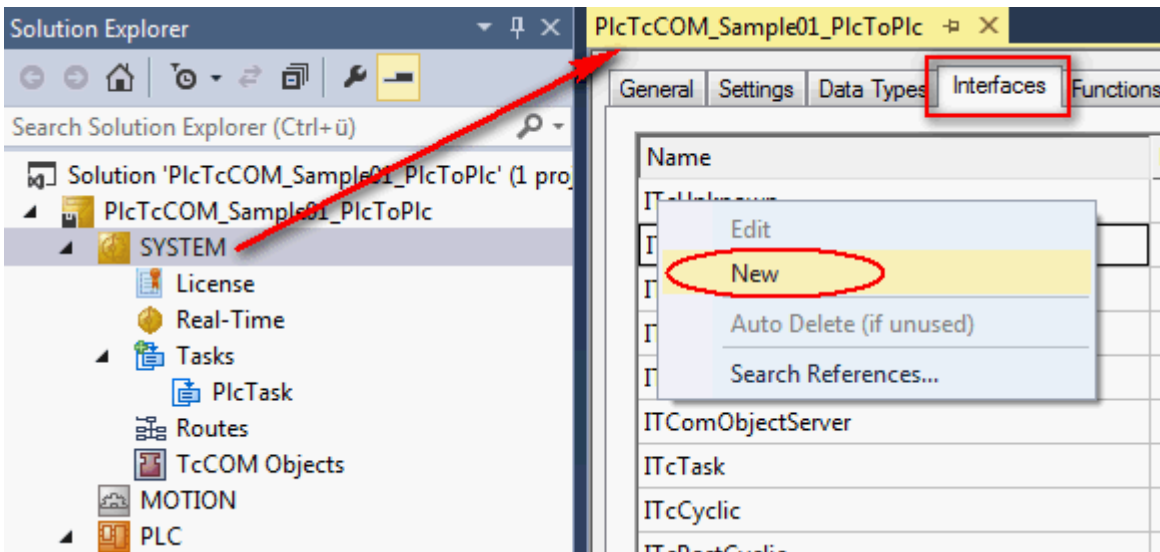 Solution Explorer
Search Solution Explorer (Ctrl+ü)
Solution 'PlcTcCOM_Sample01_PlcToPlc' (1 proj
PlcTcCOM_Sample01_PlcToPlc
SYSTEM
License
Real-Time
Tasks
PlcTask
Routes
TcCOM Objects
MOTION
PLC
PlcTcCOM_Sample01_PlcToPlc
General Settings Data Types Interfaces Functions
Name
ITcUnknown
Edit
New
Auto Delete (if unused)
Search References...
ITComObjectServer
ITcTask
ITcCyclic
ITcPostCyclic